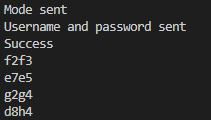 Mode sent
Username and password sent
Success
f2f3
e7e5
g2g4
d8h4